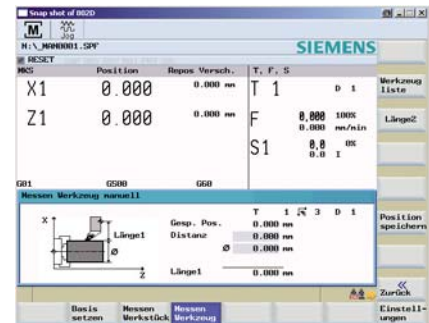 Snap shot of 802D
M Jog
N:\_MAN0001.SPF SIEMENS
RESET
MKS Position Repos Versch. T, F, S
X1 0.000 0.000 mm T 1 D 1
Z1 0.000 0.000 mm F 0,000 100%
0.000 mm/min
S1 0,0 0%
0.0 I
G01 G500 G60
Werkzeug
liste
Länge2
Messen Werkzeug manuell
T 1 3 D 1
X Länge1 Gesp. Pos. 0.000 mm
Distanz 0.000 mm
Ø Ø 0.000 mm
Z Länge1 0.000 mm
Position
speichern
Zurück
Basis
setzen
Messen
Werkstück
Messen
Werkzeug
Einstell-
ungen